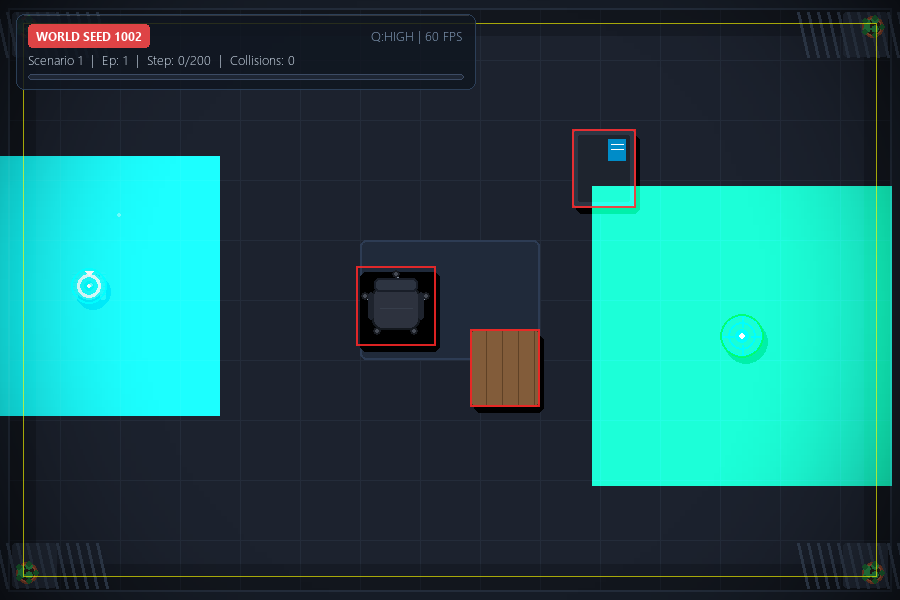 WORLD SEED 1002
Q:HIGH | 60 FPS
Scenario 1 | Ep: 1 | Step: 0/200 | Collisions: 0